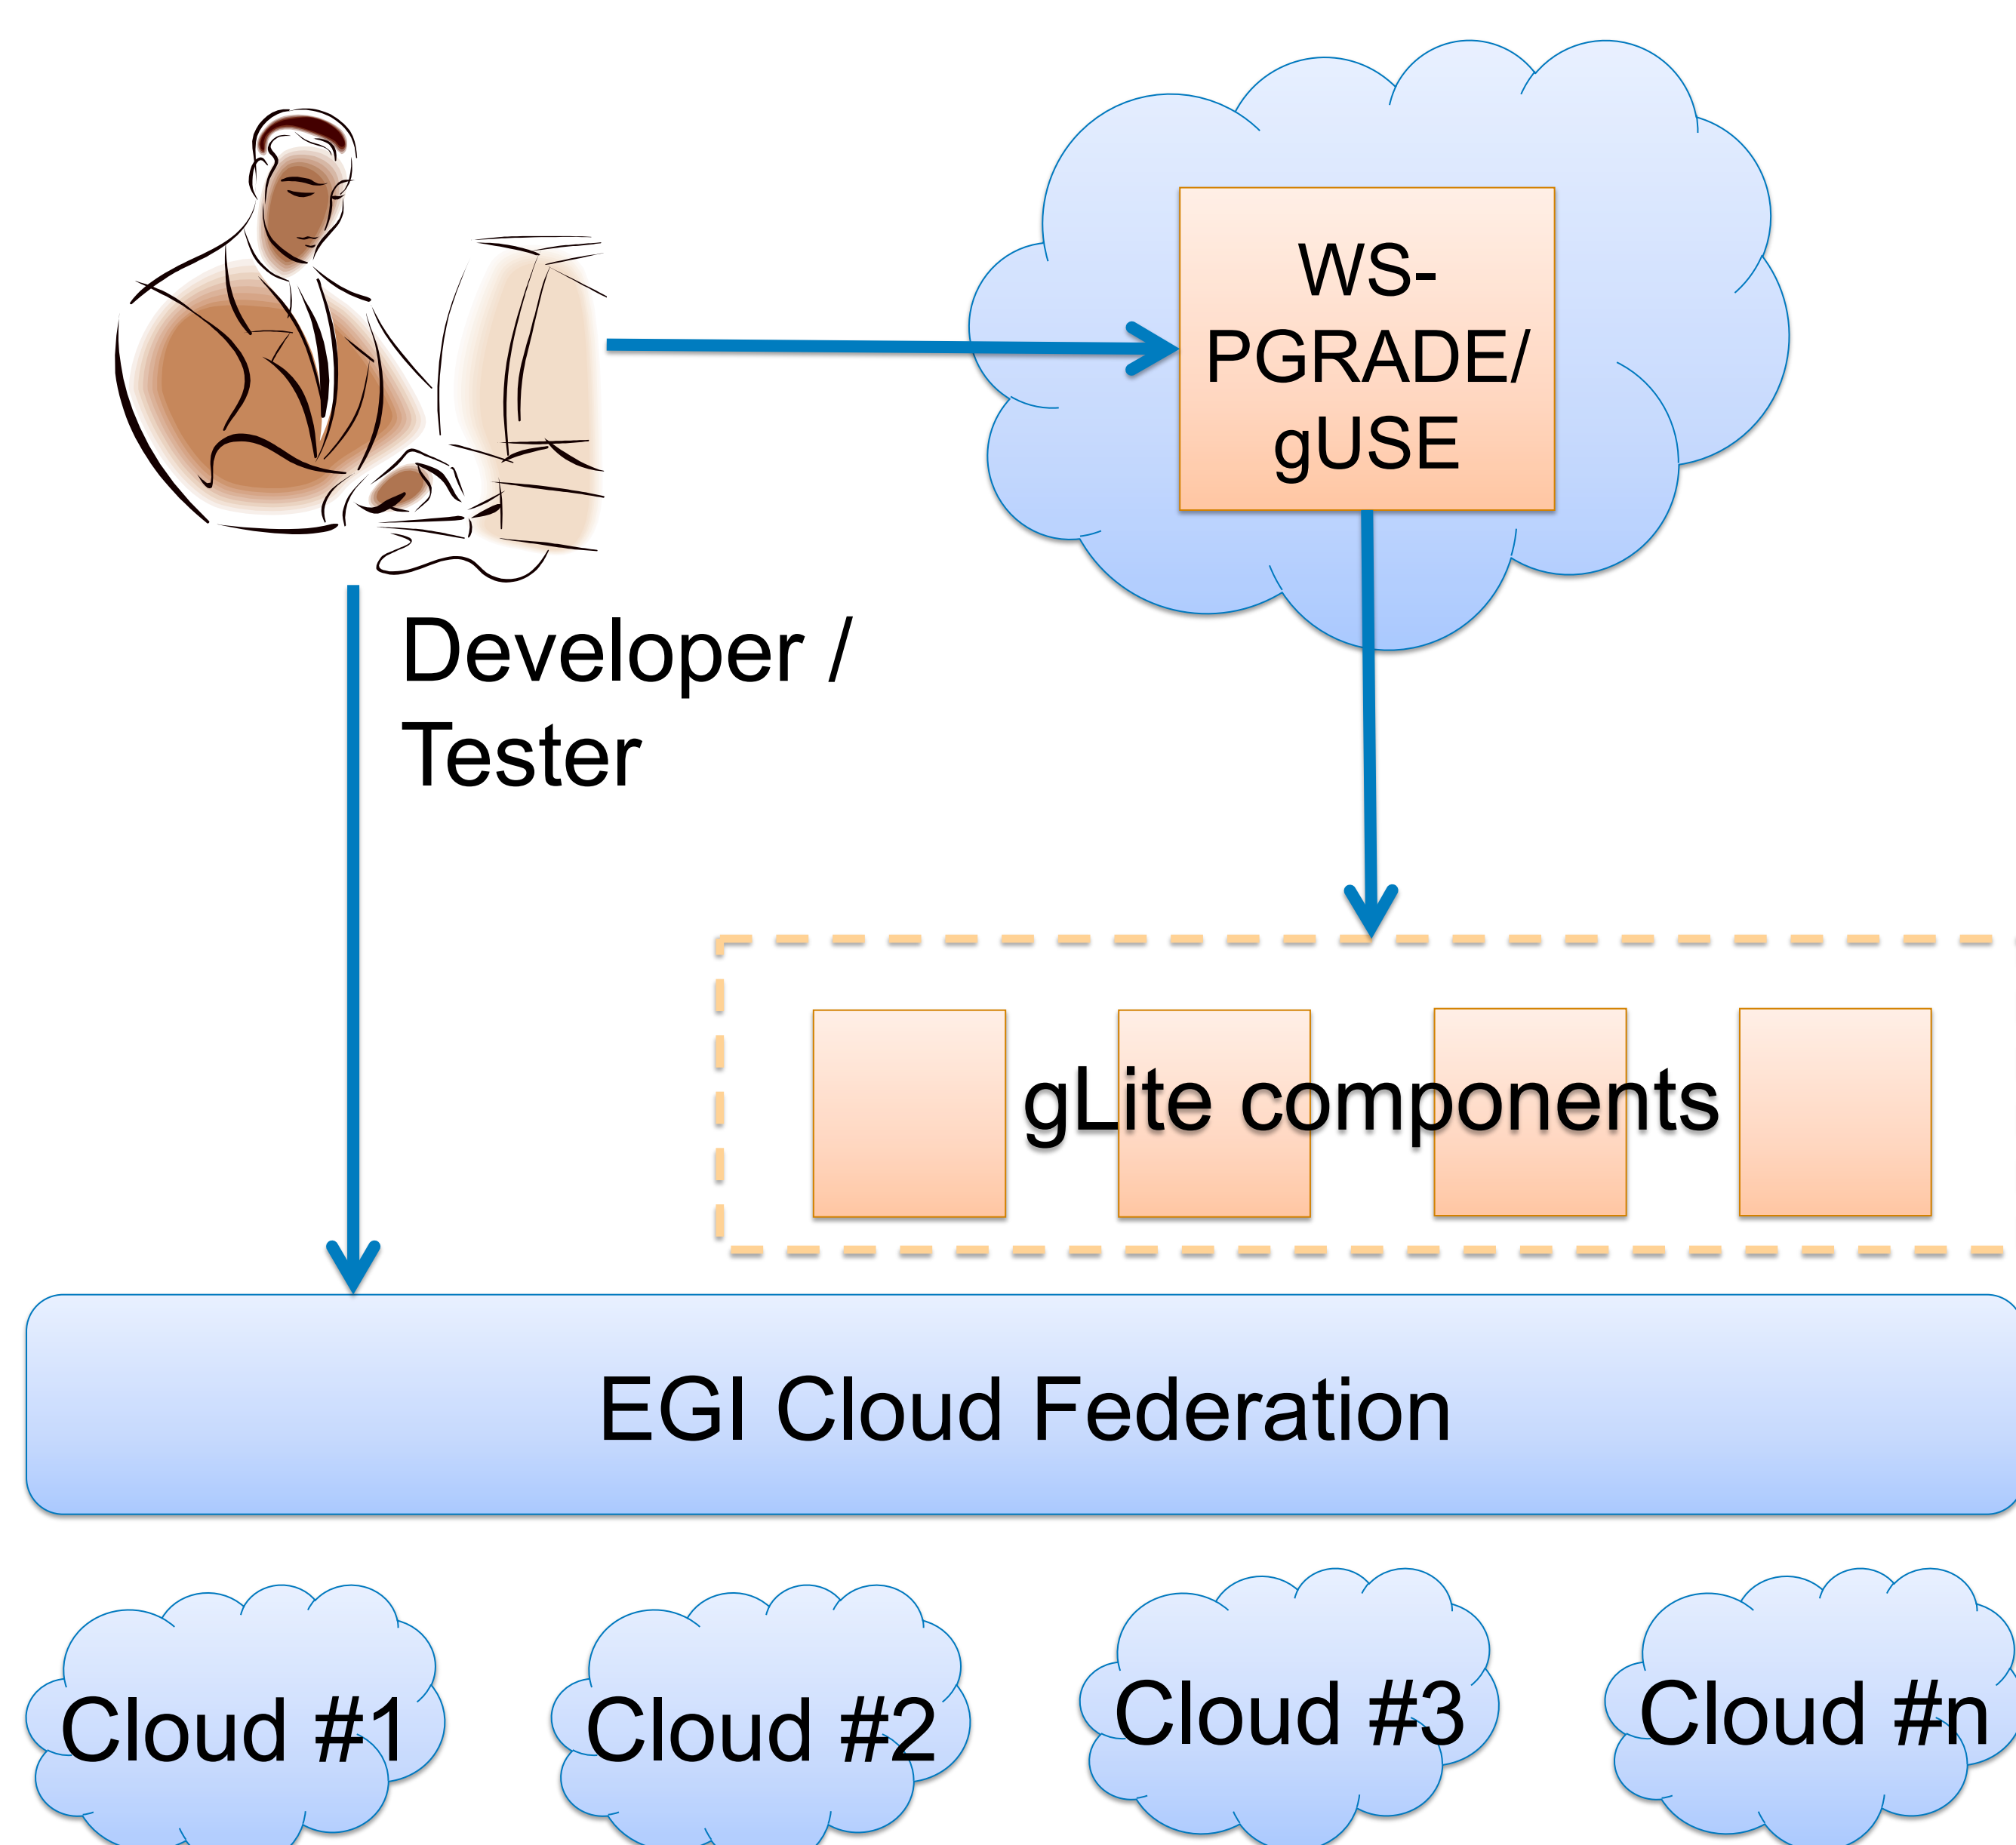 WS-
PGRADE/
gUSE
Developer /
Tester
gLite components
EGI Cloud Federation
Cloud #1
Cloud #2
Cloud #3
Cloud #n